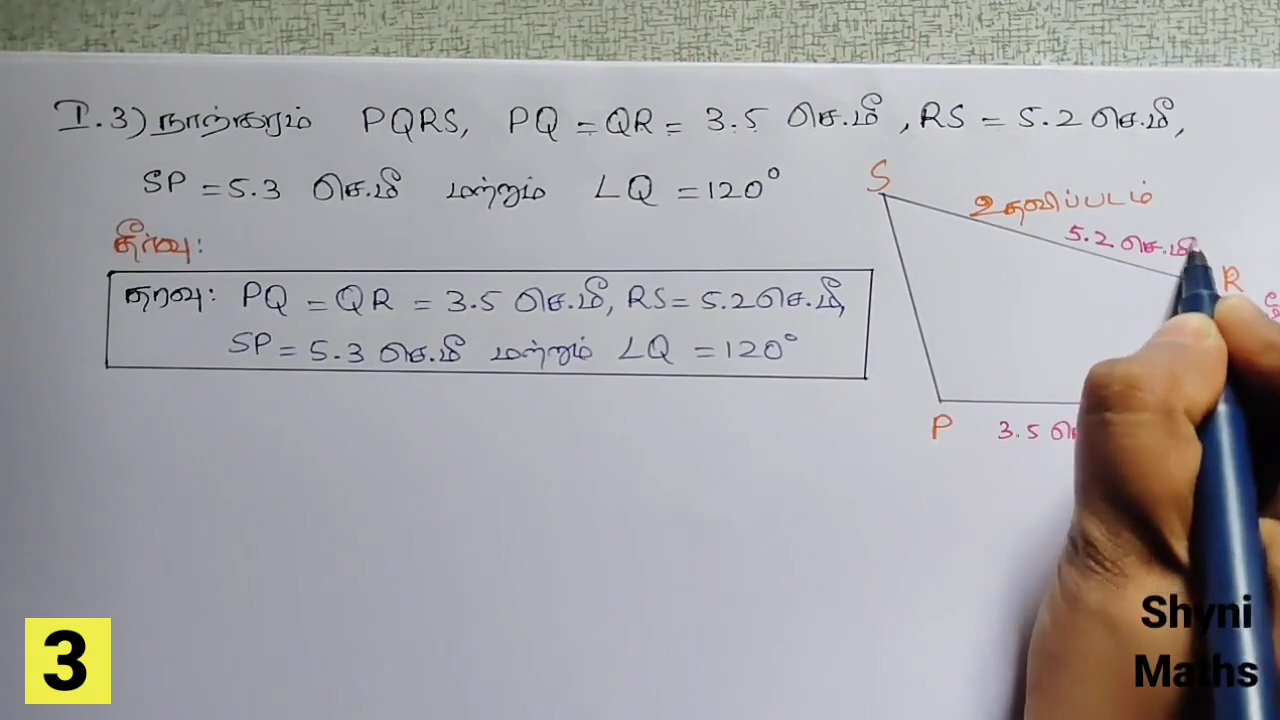 I.3) நாற்கரம் PQRS, PQ = QR = 3.5 செ.மீ, RS = 5.2 செ.மீ,
SP = 5.3 செ.மீ மற்றும் ∠Q = 120°
தீர்வு:
தரவு: PQ = QR = 3.5 செ.மீ, RS = 5.2 செ.மீ,
SP = 5.3 செ.மீ மற்றும் ∠Q = 120°
உதவிப்படம்
S
5.2 செ.மீ
R
P
3.5
3
Shyni
Maths